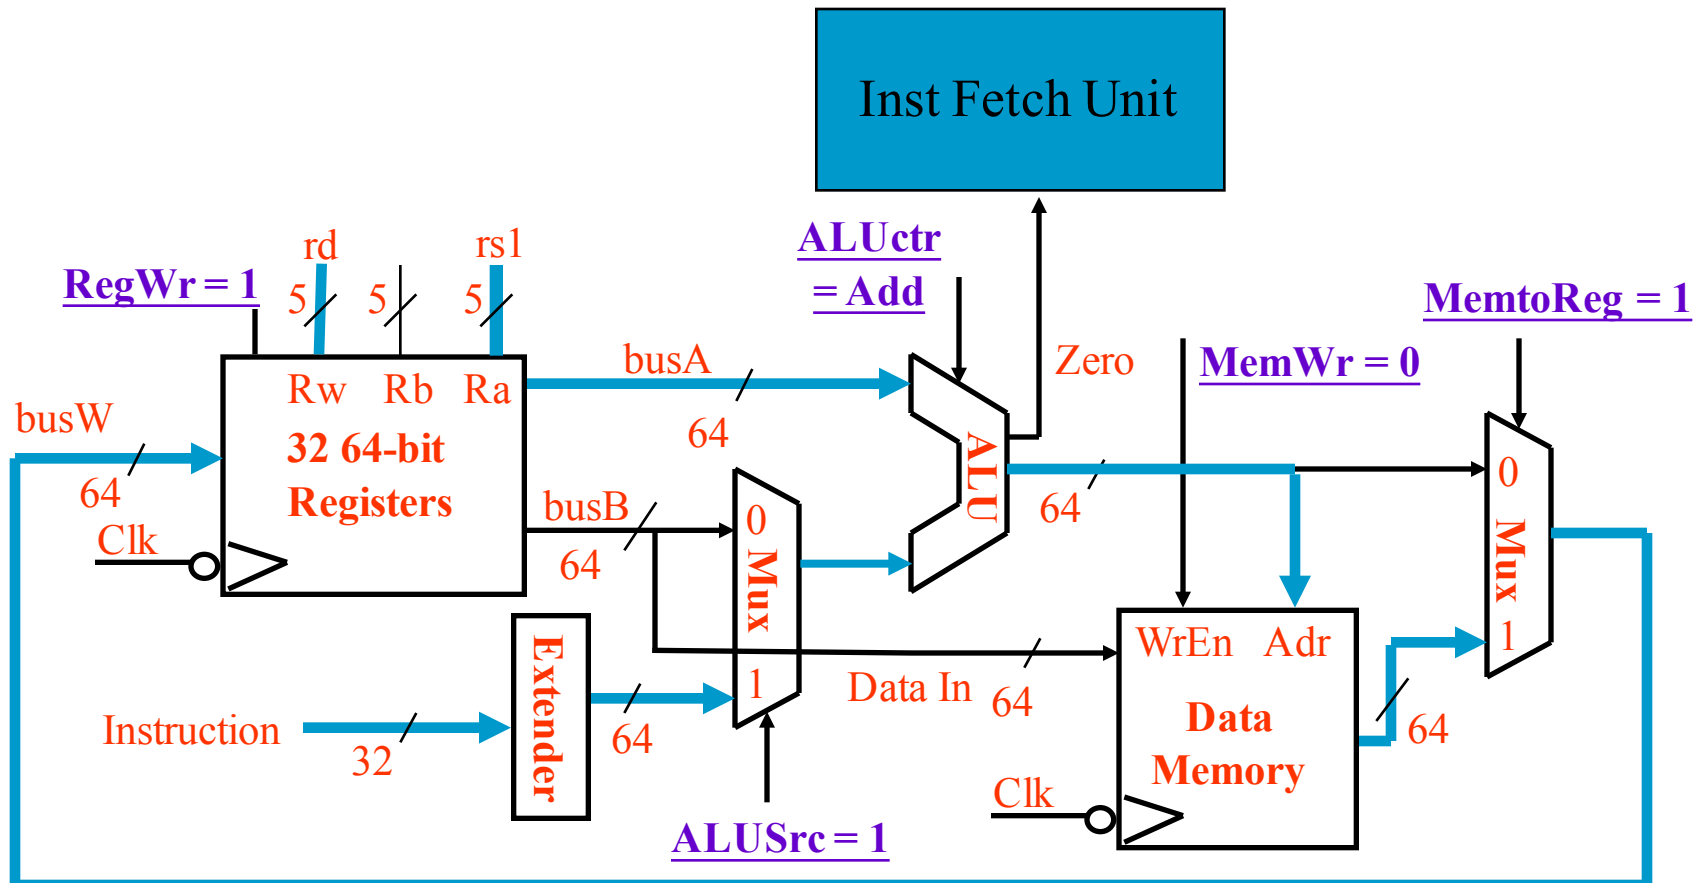 Inst Fetch Unit
rd
rs1
ALUctr
= Add
RegWr = 1
5
5
5
MemtoReg = 1
busA
Zero
MemWr = 0
Rw
Rb
Ra
busW
64
32 64-bit
Registers
ALU
0
64
busB
64
0
64
Clk
64
Mux
Mux
WrEn
Adr
1
Extender
1
Data In
64
Instruction
32
64
Data
Memory
64
Clk
ALUSrc = 1